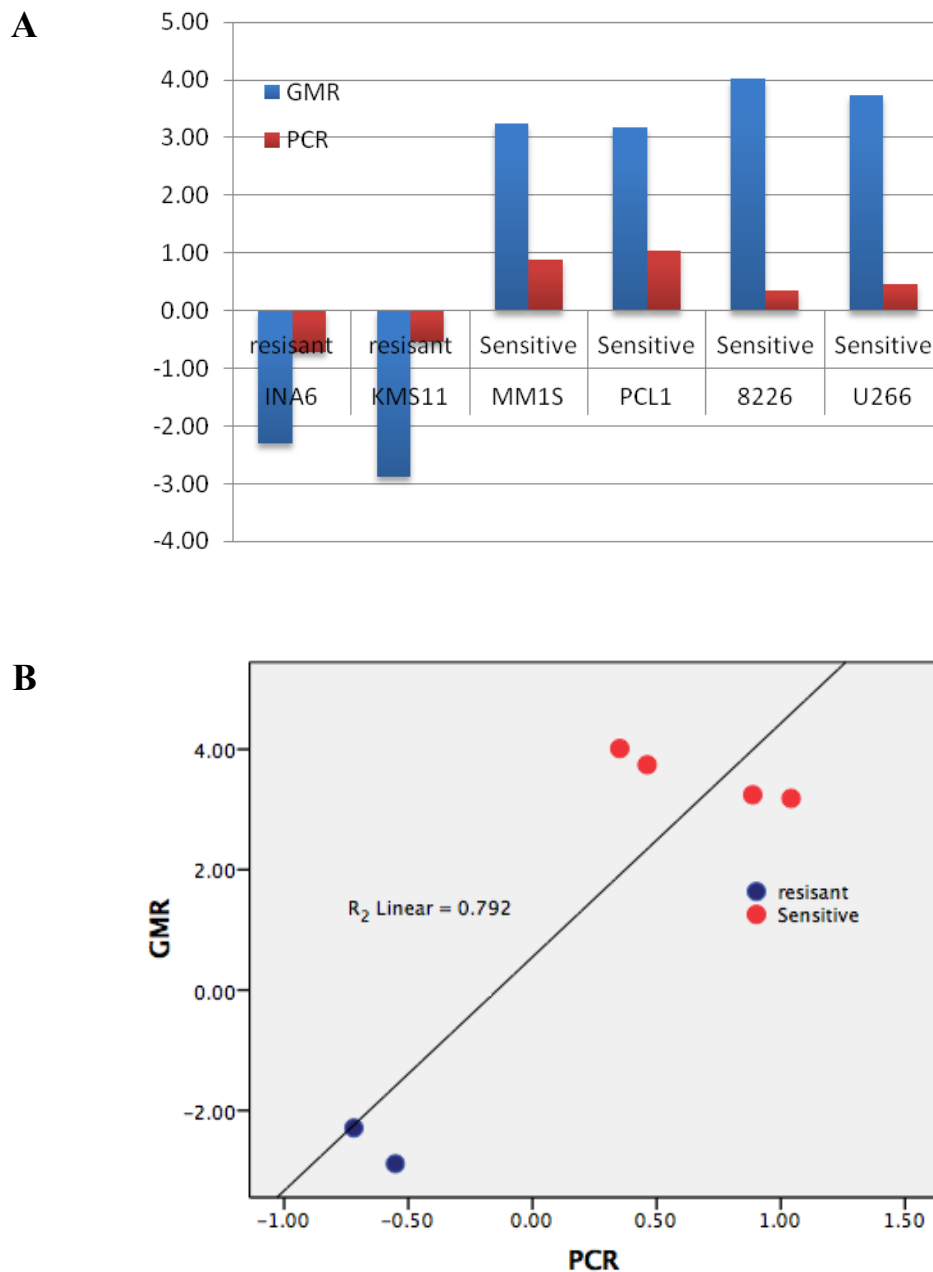 A
5.00
4.00
3.00
2.00
1.00
0.00
-1.00
-2.00
-3.00
-4.00
GMR
PCR
resisant resisant Sensitive Sensitive Sensitive Sensitive
INA6 KMS11 MM1S PCL1 8226 U266
B
GMR
4.00
2.00
0.00
-2.00
R2 Linear = 0.792
resisant
Sensitive
-1.00 -0.50 0.00 0.50 1.00 1.50
PCR